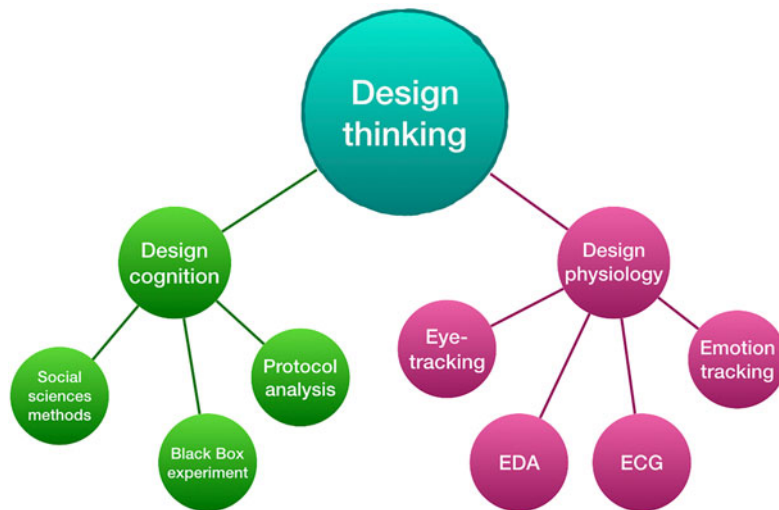 Design
thinking
Design
cognition
Design
physiology
Social
sciences
methods
Black Box
experiment
Protocol
analysis
Eye-
tracking
EDA
ECG
Emotion
tracking